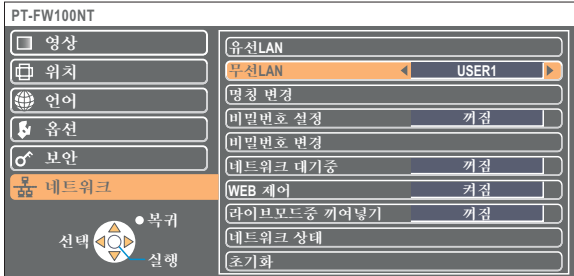 PT-FW100NT
영상
위치
언어
옵션
보안
네트워크
복귀
선택
실행
유선LAN
무선LAN USER1
명칭 변경
비밀번호 설정 꺼짐
비밀번호 변경
네트워크 대기중 꺼짐
WEB 제어 켜짐
라이브모드중 끼여넣기 꺼짐
네트워크 상태
초기화